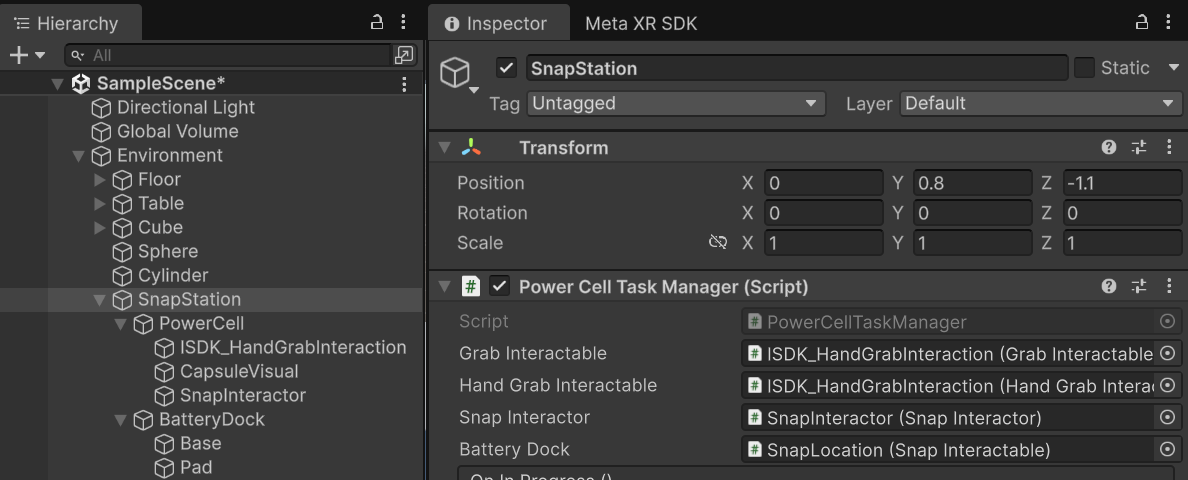 Hierarchy
All
SampleScene*
Directional Light
Global Volume
Environment
Floor
Table
Cube
Sphere
Cylinder
SnapStation
PowerCell
ISDK_HandGrabInteraction
CapsuleVisual
SnapInteractor
BatteryDock
Base
Pad
Inspector Meta XR SDK
SnapStation Static
Tag Untagged Layer Default
Transform
Position X 0 Y 0.8 Z -1.1
Rotation X 0 Y 0 Z 0
Scale X 1 Y 1 Z 1
# Power Cell Task Manager (Script)
Script # PowerCellTaskManager
Grab Interactable # ISDK_HandGrabInteraction (Grab Interactable
Hand Grab Interactable # ISDK_HandGrabInteraction (Hand Grab Intera
Snap Interactor # SnapInteractor (Snap Interactor)
Battery Dock # SnapLocation (Snap Interactable)
On In Progress ()